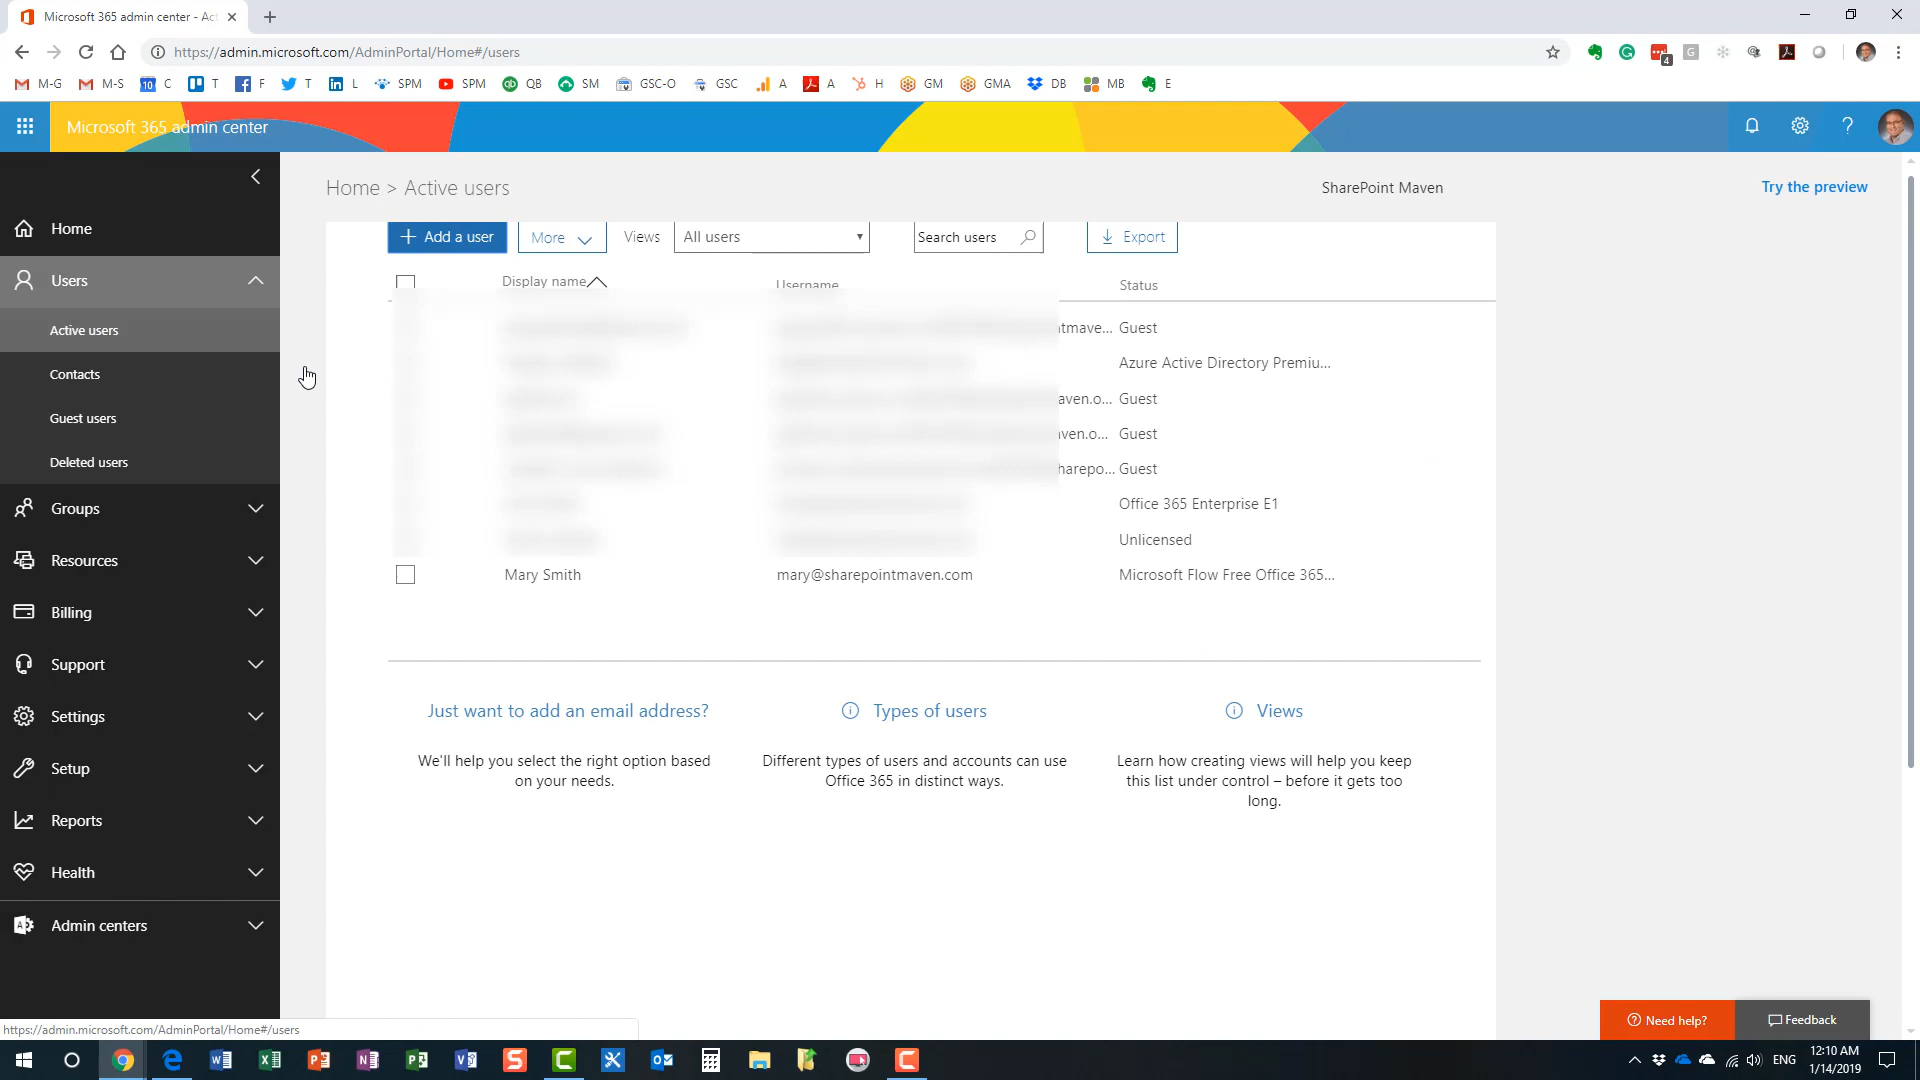 Microsoft 365 admin center - Act
https://admin.microsoft.com/AdminPortal/Home#/users
4
G
M-G
M-S
10 C
T
F
T
L
SPM
SPM
QB
SM
GSC-O
GSC
A
A
H
GM
GMA
DB
MB
E
Microsoft 365 admin center
?
Home > Active users
SharePoint Maven
Try the preview
Home
Users
Active users
Contacts
Guest users
Deleted users
Groups
Resources
Billing
Support
Settings
Setup
Reports
Health
Admin centers
+ Add a user
More
Views
All users
Search users
Export
Display name
Username
Status
tmave... Guest
Azure Active Directory Premiu...
aven.o... Guest
ven.o... Guest
harepo... Guest
Office 365 Enterprise E1
Unlicensed
Mary Smith mary@sharepointmaven.com Microsoft Flow Free Office 365...
Just want to add an email address?
We'll help you select the right option based
on your needs.
Types of users
Different types of users and accounts can use
Office 365 in distinct ways.
Views
Learn how creating views will help you keep
this list under control – before it gets too
long.
Need help?
Feedback
https://admin.microsoft.com/AdminPortal/Home#/users
ENG
12:10 AM
1/14/2019